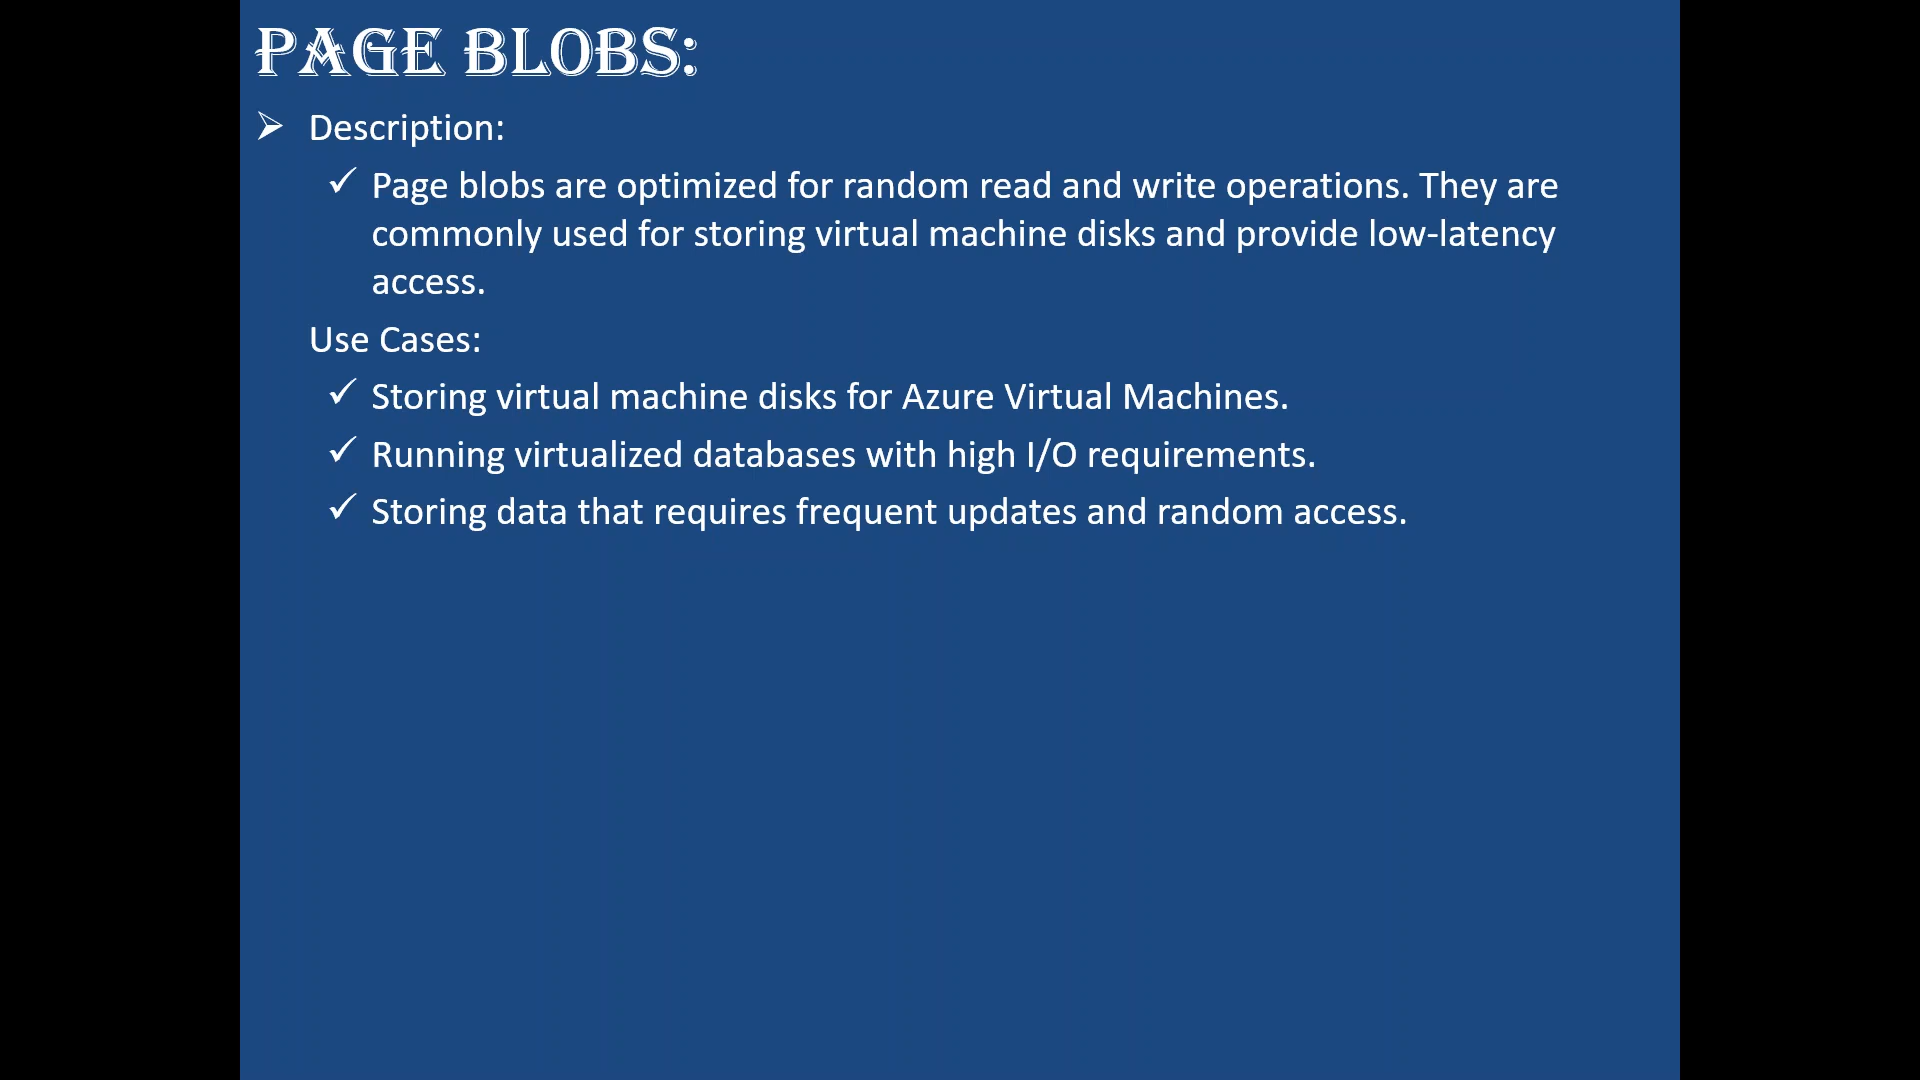 PAGE BLOBS:
➢ Description:
✓ Page blobs are optimized for random read and write operations. They are
commonly used for storing virtual machine disks and provide low-latency
access.
Use Cases:
✓ Storing virtual machine disks for Azure Virtual Machines.
✓ Running virtualized databases with high I/O requirements.
✓ Storing data that requires frequent updates and random access.